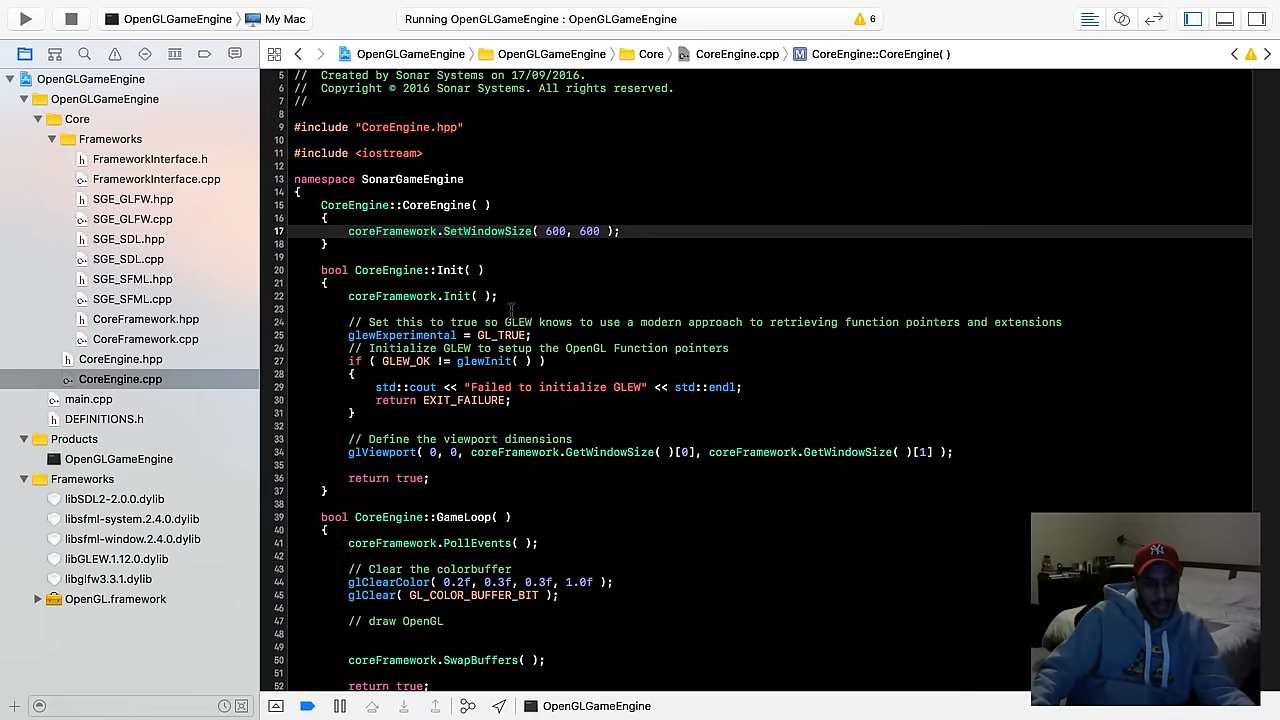 OpenGLGameEngine 〉 My Mac
Running OpenGLGameEngine : OpenGLGameEngine
6
OpenGLGameEngine 〉 OpenGLGameEngine 〉 Core 〉 CoreEngine.cpp 〉 M CoreEngine::CoreEngine( )
OpenGLGameEngine
OpenGLGameEngine
Core
Frameworks
h FrameworkInterface.h
c+ FrameworkInterface.cpp
h SGE_GLFW.hpp
c+ SGE_GLFW.cpp
h SGE_SDL.hpp
c+ SGE_SDL.cpp
h SGE_SFML.hpp
c+ SGE_SFML.cpp
h CoreFramework.hpp
c+ CoreFramework.cpp
h CoreEngine.hpp
c+ CoreEngine.cpp
c+ main.cpp
h DEFINITIONS.h
Products
OpenGLGameEngine
Frameworks
libSDL2-2.0.0.dylib
libsfml-system.2.4.0.dylib
libsfml-window.2.4.0.dylib
libGLEW.1.12.0.dylib
libglfw3.3.1.dylib
OpenGL.framework
5 // Created by Sonar Systems on 17/09/2016.
6 // Copyright © 2016 Sonar Systems. All rights reserved.
7 //
8
9 #include "CoreEngine.hpp"
10
11 #include <iostream>
12
13 namespace SonarGameEngine
14 {
15 CoreEngine::CoreEngine( )
16 {
17 coreFramework.SetWindowSize( 600, 600 );
18 }
19
20 bool CoreEngine::Init( )
21 {
22 coreFramework.Init( );
23
24 // Set this to true so GLEW knows to use a modern approach to retrieving function pointers and extensions
25 glewExperimental = GL_TRUE;
26 // Initialize GLEW to setup the OpenGL Function pointers
27 if ( GLEW_OK != glewInit( ) )
28 {
29 std::cout << "Failed to initialize GLEW" << std::endl;
30 return EXIT_FAILURE;
31 }
32
33 // Define the viewport dimensions
34 glViewport( 0, 0, coreFramework.GetWindowSize( )[0], coreFramework.GetWindowSize( )[1] );
35
36 return true;
37 }
38
39 bool CoreEngine::GameLoop( )
40 {
41 coreFramework.PollEvents( );
42
43 // Clear the colorbuffer
44 glClearColor( 0.2f, 0.3f, 0.3f, 1.0f );
45 glClear( GL_COLOR_BUFFER_BIT );
46
47 // draw OpenGL
48
49
50 coreFramework.SwapBuffers( );
51
52 return true;
OpenGLGameEngine